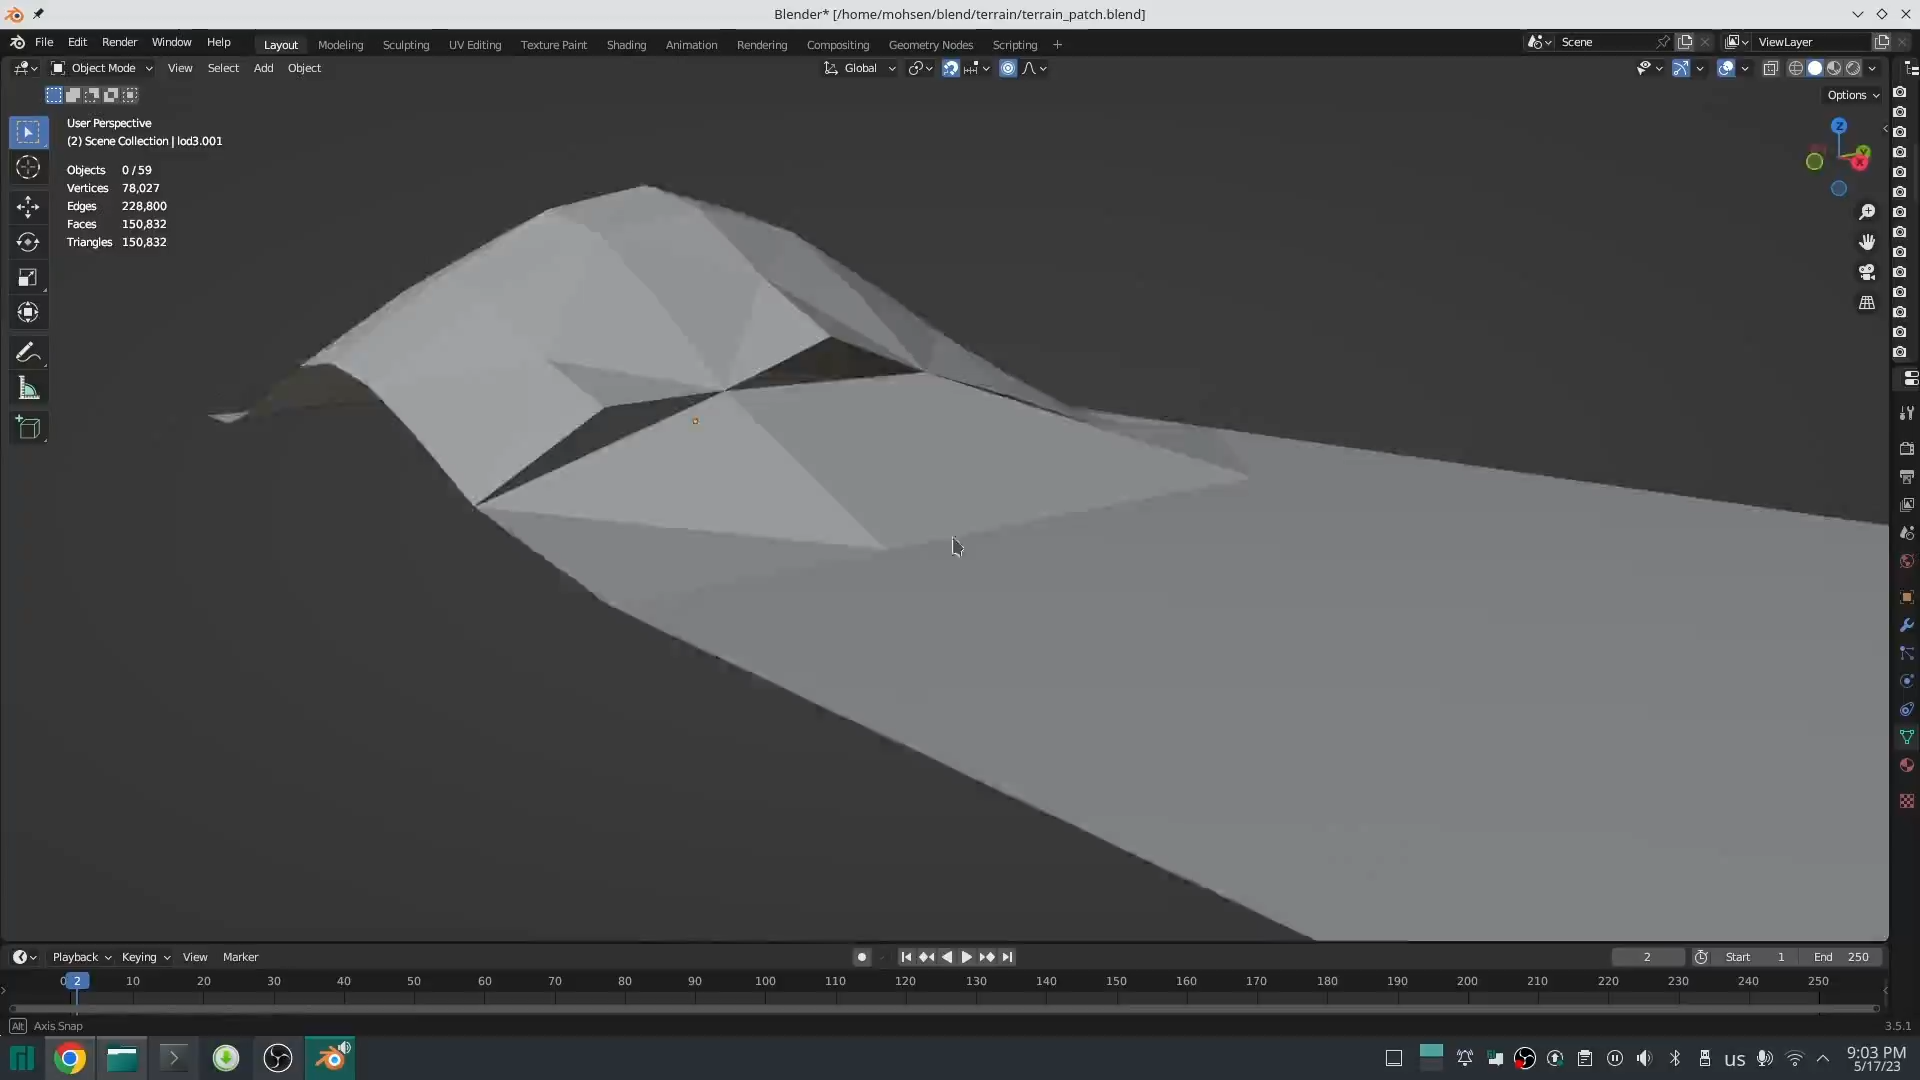 Blender* [/home/mohsen/blend/terrain/terrain_patch.blend]
File Edit Render Window Help Layout Modeling Sculpting UV Editing Texture Paint Shading Animation Rendering Compositing Geometry Nodes Scripting + Scene ViewLayer
Object Mode View Select Add Object Global
Options
User Perspective
(2) Scene Collection | lod3.001
Objects 0 / 59
Vertices 78,027
Edges 228,800
Faces 150,832
Triangles 150,832
Z
Y
X
Playback Keying View Marker 2 Start 1 End 250
0 2 10 20 30 40 50 60 70 80 90 100 110 120 130 140 150 160 170 180 190 200 210 220 230 240 250
Alt Axis Snap 3.5.1
us 9:03 PM
5/17/23